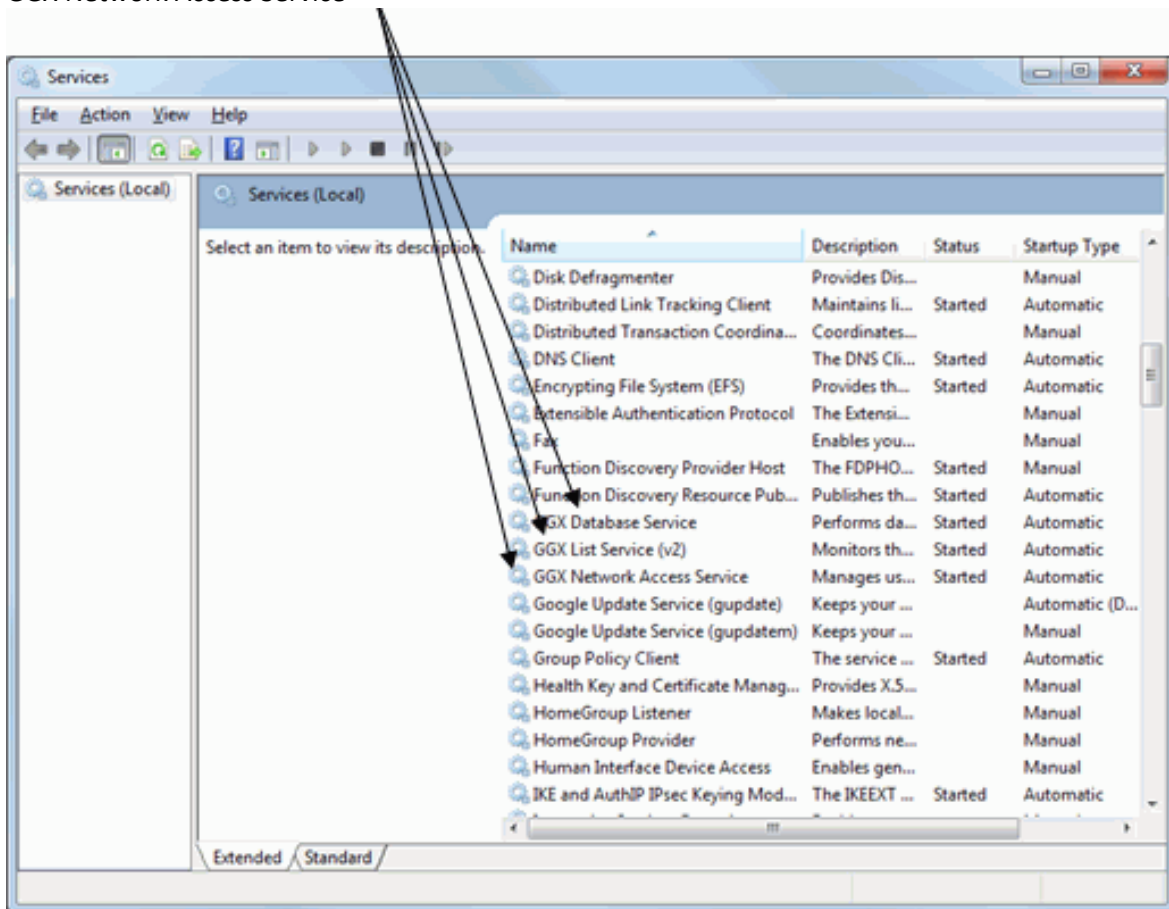 GGX Network Access Service
Services
File Action View Help
Services (Local)
Services (Local)
Select an item to view its description.
Name Description Status Startup Type
Disk Defragmenter Provides Dis... Manual
Distributed Link Tracking Client Maintains li... Started Automatic
Distributed Transaction Coordina... Coordinates... Manual
DNS Client The DNS Cli... Started Automatic
Encrypting File System (EFS) Provides th... Started Automatic
Extensible Authentication Protocol The Extensi... Manual
Fax Enables you... Manual
Function Discovery Provider Host The FDPHO... Started Manual
Function Discovery Resource Pub... Publishes th... Started Automatic
GGX Database Service Performs da... Started Automatic
GGX List Service (v2) Monitors th... Started Automatic
GGX Network Access Service Manages us... Started Automatic
Google Update Service (gupdate) Keeps your ... Automatic (D...
Google Update Service (gupdatem) Keeps your ... Manual
Group Policy Client The service ... Started Automatic
Health Key and Certificate Manag... Provides X.5... Manual
HomeGroup Listener Makes local... Manual
HomeGroup Provider Performs ne... Manual
Human Interface Device Access Enables gen... Manual
IKE and AuthIP IPsec Keying Mod... The IKEEXT ... Started Automatic
Extended Standard